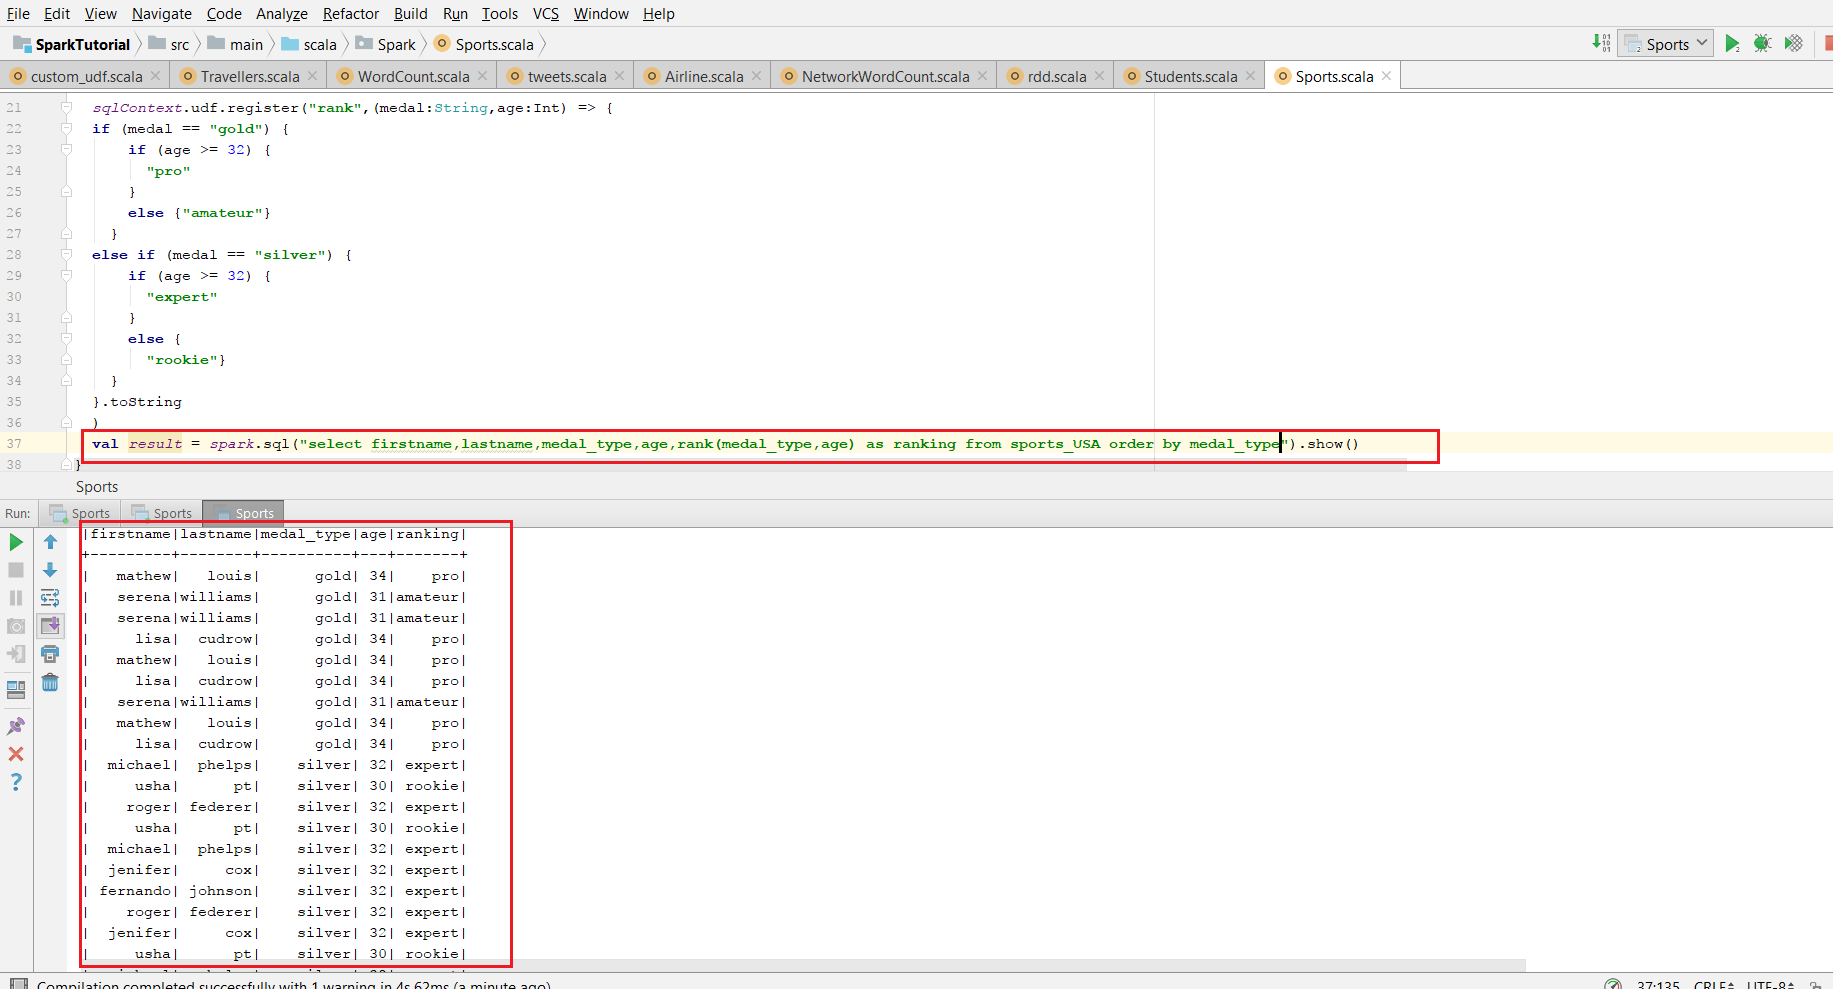 File Edit View Navigate Code Analyze Refactor Build Run Tools VCS Window Help
SparkTutorial src main scala Spark Sports.scala Sports
custom_udf.scala Travellers.scala WordCount.scala tweets.scala Airline.scala NetworkWordCount.scala rdd.scala Students.scala Sports.scala
21 sqlContext.udf.register("rank",(medal:String,age:Int) => {
22 if (medal == "gold") {
23 if (age >= 32) {
24 "pro"
25 }
26 else {"amateur"}
27 }
28 else if (medal == "silver") {
29 if (age >= 32) {
30 "expert"
31 }
32 else {
33 "rookie"}
34 }
35 }.toString
36 )
37 val result = spark.sql("select firstname,lastname,medal_type,age,rank(medal_type,age) as ranking from sports_USA order by medal_type").show()
38 }
Sports
Run: Sports Sports Sports
|firstname|lastname|medal_type|age|ranking|
+---------+--------+----------+---+-------+
| mathew| louis| gold| 34| pro|
| serena|williams| gold| 31|amateur|
| serena|williams| gold| 31|amateur|
| lisa| cudrow| gold| 34| pro|
| mathew| louis| gold| 34| pro|
| lisa| cudrow| gold| 34| pro|
| serena|williams| gold| 31|amateur|
| mathew| louis| gold| 34| pro|
| lisa| cudrow| gold| 34| pro|
| michael| phelps| silver| 32| expert|
| usha| pt| silver| 30| rookie|
| roger| federer| silver| 32| expert|
| usha| pt| silver| 30| rookie|
| michael| phelps| silver| 32| expert|
| jenifer| cox| silver| 32| expert|
| fernando| johnson| silver| 32| expert|
| roger| federer| silver| 32| expert|
| jenifer| cox| silver| 32| expert|
| usha| pt| silver| 30| rookie|
Compilation completed successfully with 1 warning in 4s 62ms (a minute ago) 37:135 CRLF UTF-8